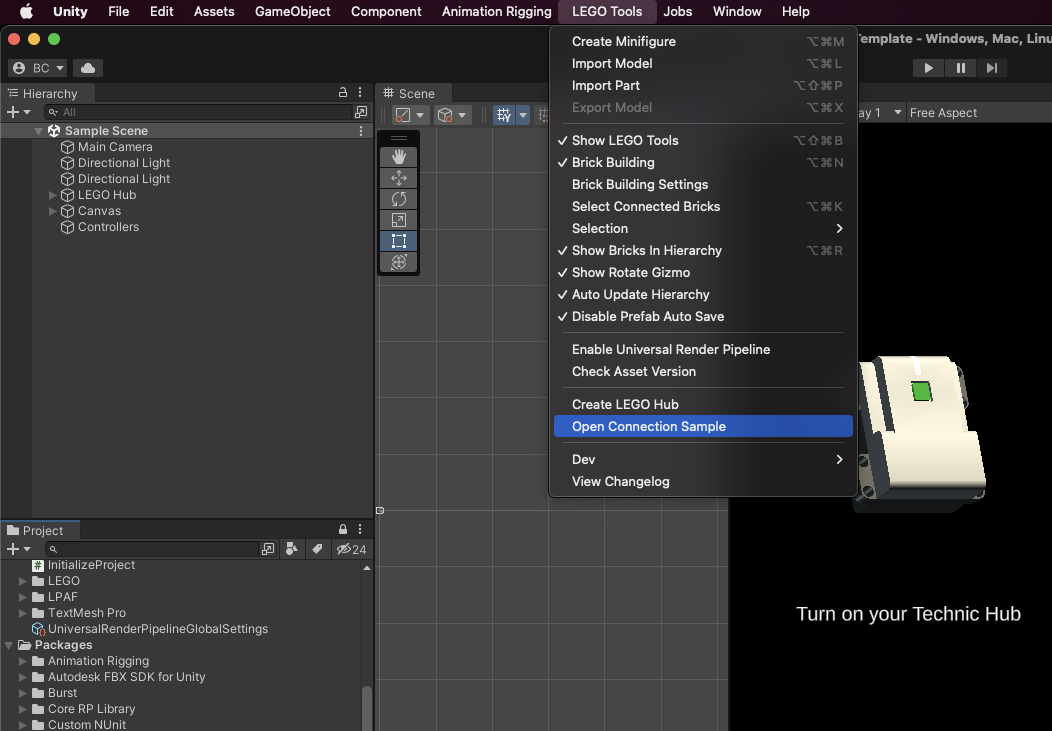 Unity File Edit Assets GameObject Component Animation Rigging LEGO Tools Jobs Window Help
Template - Windows, Mac, Linu
BC
Hierarchy
All
Sample Scene
Main Camera
Directional Light
Directional Light
LEGO Hub
Canvas
Controllers
Scene
Create Minifigure ⌥⌘M
Import Model ⌥⌘L
Import Part ⌥⇧⌘P
Export Model ⌥⌘X
Show LEGO Tools ⌥⇧⌘B
Brick Building ⌥⌘N
Brick Building Settings
Select Connected Bricks ⌥⌘K
Selection
Show Bricks In Hierarchy ⌥⌘R
Show Rotate Gizmo
Auto Update Hierarchy
Disable Prefab Auto Save
Enable Universal Render Pipeline
Check Asset Version
Create LEGO Hub
Open Connection Sample
Dev
View Changelog
ay 1 Free Aspect
Turn on your Technic Hub
Project
24
InitializeProject
LEGO
LPAF
TextMesh Pro
UniversalRenderPipelineGlobalSettings
Packages
Animation Rigging
Autodesk FBX SDK for Unity
Burst
Core RP Library
Custom NUnit